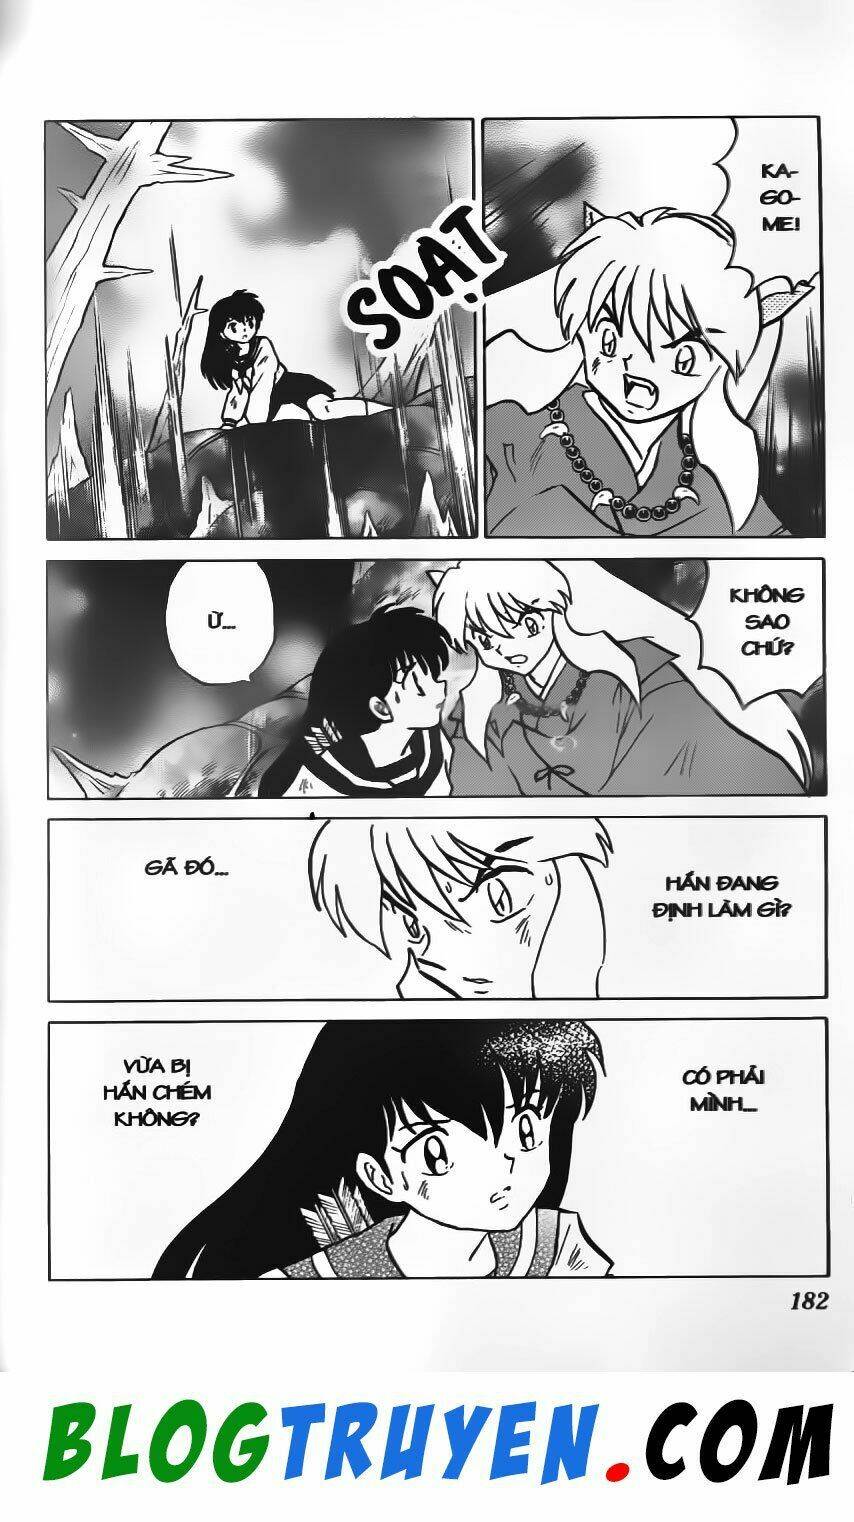 KA-
GO-
ME!
SOẠT
KHÔNG
SAO
CHỨ?
Ừ...
HẮN ĐANG
ĐỊNH LÀM GÌ?
GÃ ĐÓ...
CÓ PHẢI
MÌNH...
VỪA BỊ
HẮN CHÉM
KHÔNG?
182
BLOGTRUYEN.COM